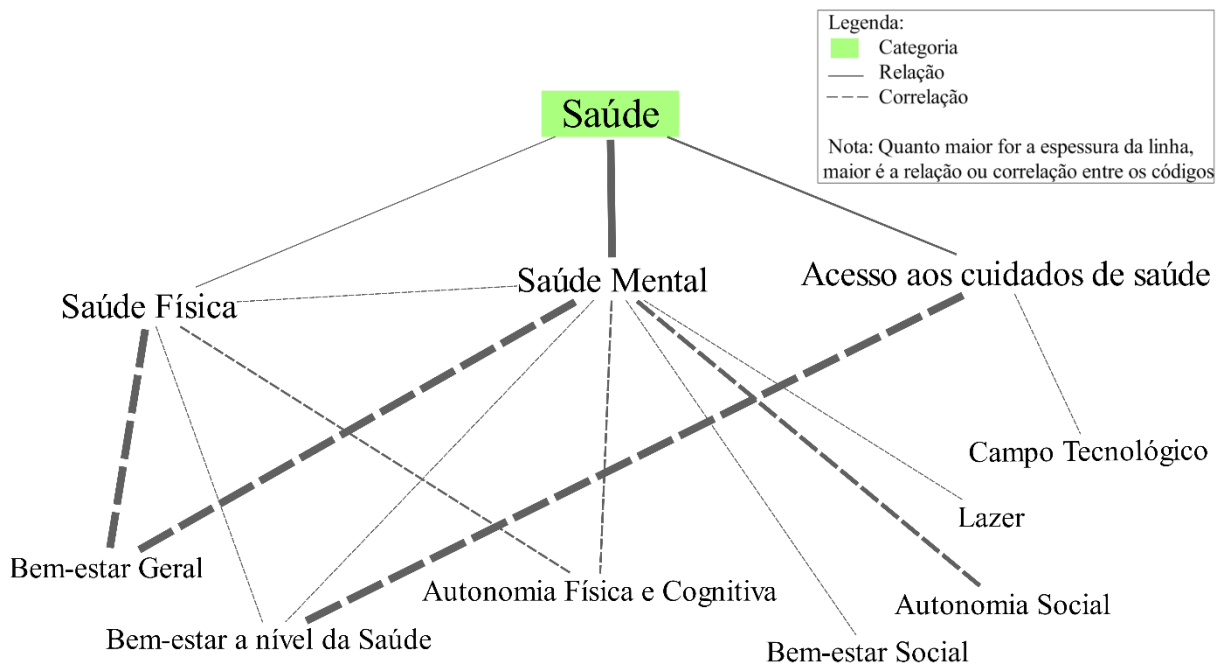 Legenda:
Categoria
Relação
Correlação
Nota: Quanto maior for a espessura da linha,
maior é a relação ou correlação entre os códigos
Saúde
Saúde Física
Saúde Mental
Acesso aos cuidados de saúde
Campo Tecnológico
Lazer
Bem-estar Geral
Autonomia Física e Cognitiva
Autonomia Social
Bem-estar a nível da Saúde
Bem-estar Social